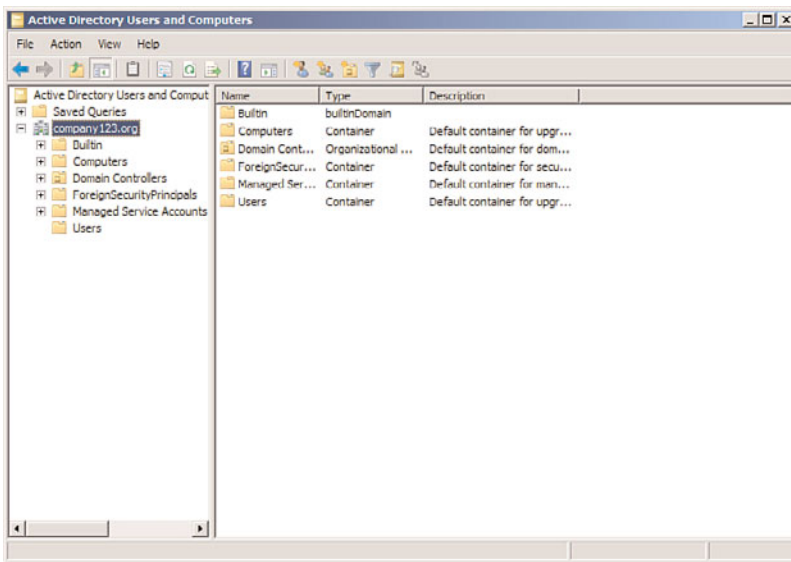 Active Directory Users and Computers
File Action View Help
Active Directory Users and Comput
Saved Queries
company123.org
Builtin
Computers
Domain Controllers
ForeignSecurityPrincipals
Managed Service Accounts
Users
Name Type Description
Builtin builtinDomain
Computers Container Default container for upgr...
Domain Cont... Organizational ... Default container for dom...
ForeignSecur... Container Default container for secu...
Managed Ser... Container Default container for man...
Users Container Default container for upgr...